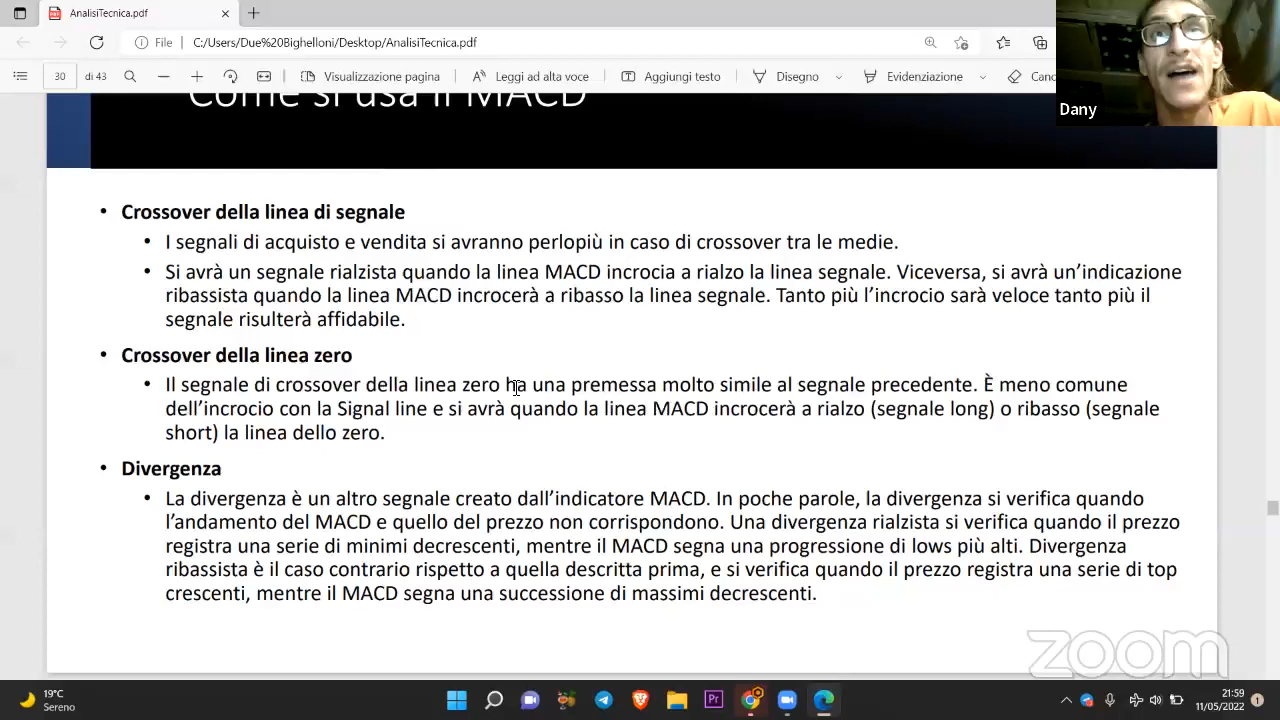 AnalisiTecnica.pdf
File
C:/Users/Due%20Bighelloni/Desktop/AnalisiTecnica.pdf
30 di 43
Visualizzazione pagina
Leggi ad alta voce
Aggiungi testo
Disegno
Evidenziazione
Canc
Dany
Come si usa il MACD
• Crossover della linea di segnale
• I segnali di acquisto e vendita si avranno perlopiù in caso di crossover tra le medie.
• Si avrà un segnale rialzista quando la linea MACD incrocia a rialzo la linea segnale. Viceversa, si avrà un’indicazione
ribassista quando la linea MACD incrocerà a ribasso la linea segnale. Tanto più l’incrocio sarà veloce tanto più il
segnale risulterà affidabile.
• Crossover della linea zero
• Il segnale di crossover della linea zero ha una premessa molto simile al segnale precedente. È meno comune
dell’incrocio con la Signal line e si avrà quando la linea MACD incrocerà a rialzo (segnale long) o ribasso (segnale
short) la linea dello zero.
• Divergenza
• La divergenza è un altro segnale creato dall’indicatore MACD. In poche parole, la divergenza si verifica quando
l’andamento del MACD e quello del prezzo non corrispondono. Una divergenza rialzista si verifica quando il prezzo
registra una serie di minimi decrescenti, mentre il MACD segna una progressione di lows più alti. Divergenza
ribassista è il caso contrario rispetto a quella descritta prima, e si verifica quando il prezzo registra una serie di top
crescenti, mentre il MACD segna una successione di massimi decrescenti.
zoom
19°C
Sereno
Pr
21:59
11/05/2022
1